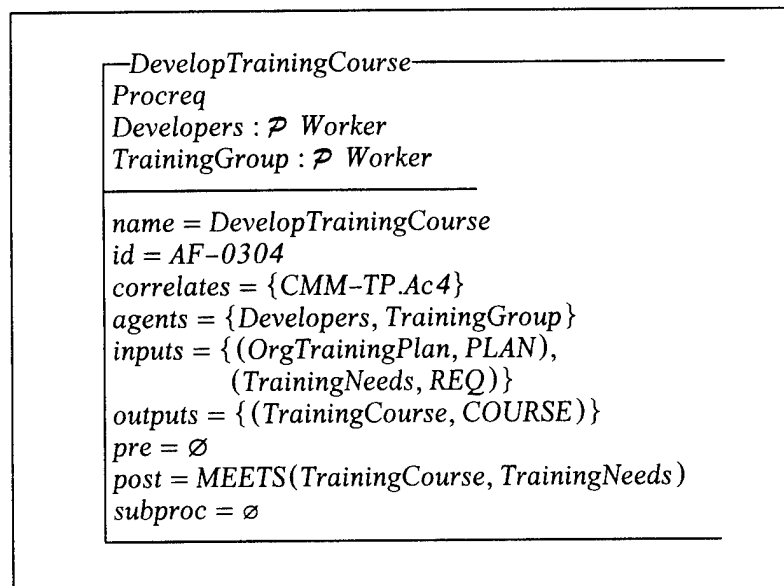 DevelopTrainingCourse
Procreq
Developers : 𝓟 Worker
TrainingGroup : 𝓟 Worker
name = DevelopTrainingCourse
id = AF-0304
correlates = {CMM-TP.Ac4}
agents = {Developers, TrainingGroup}
inputs = {(OrgTrainingPlan, PLAN),
(TrainingNeeds, REQ)}
outputs = {(TrainingCourse, COURSE)}
pre = ∅
post = MEETS(TrainingCourse, TrainingNeeds)
subproc = ∅